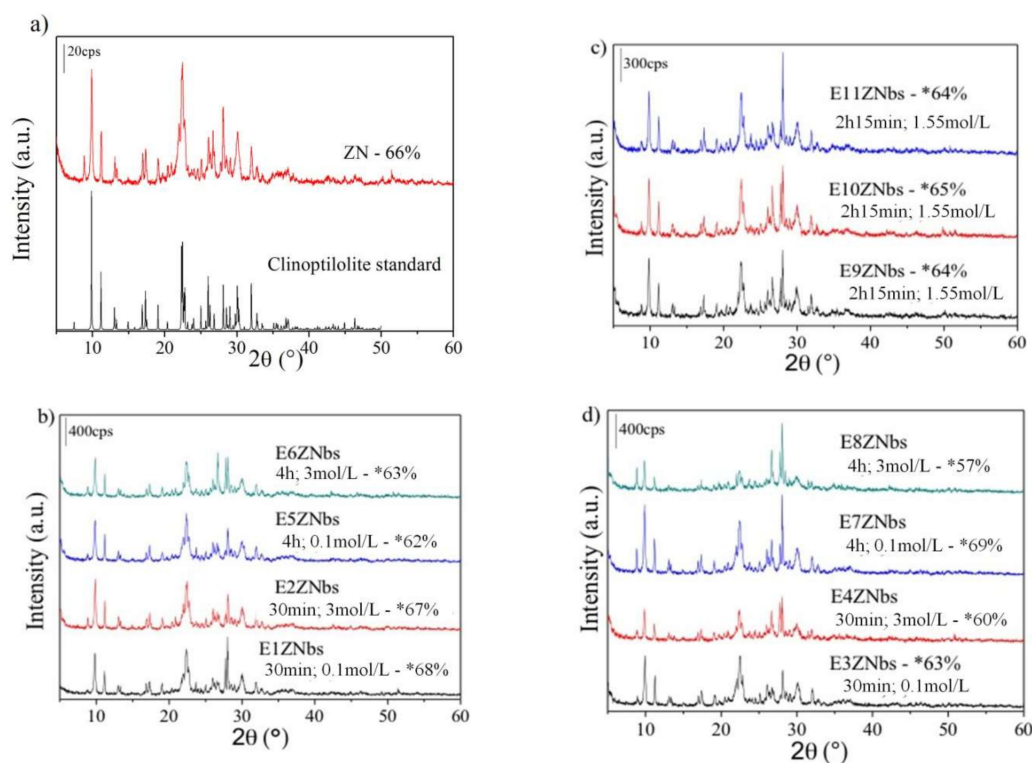 a)
20cps
ZN - 66%
Clinoptilolite standard
Intensity (a.u.)
10 20 30 40 50 60
2θ (°)
c)
300cps
E11ZNbs - *64%
2h15min; 1.55mol/L
E10ZNbs - *65%
2h15min; 1.55mol/L
E9ZNbs - *64%
2h15min; 1.55mol/L
Intensity (a.u.)
10 20 30 40 50 60
2θ (°)
b)
400cps
E6ZNbs
4h; 3mol/L - *63%
E5ZNbs
4h; 0.1mol/L - *62%
E2ZNbs
30min; 3mol/L - *67%
E1ZNbs
30min; 0.1mol/L - *68%
Intensity (a.u.)
10 20 30 40 50 60
2θ (°)
d)
400cps
E8ZNbs
4h; 3mol/L - *57%
E7ZNbs
4h; 0.1mol/L - *69%
E4ZNbs
30min; 3mol/L - *60%
E3ZNbs - *63%
30min; 0.1mol/L
Intensity (a.u.)
10 20 30 40 50 60
2θ (°)